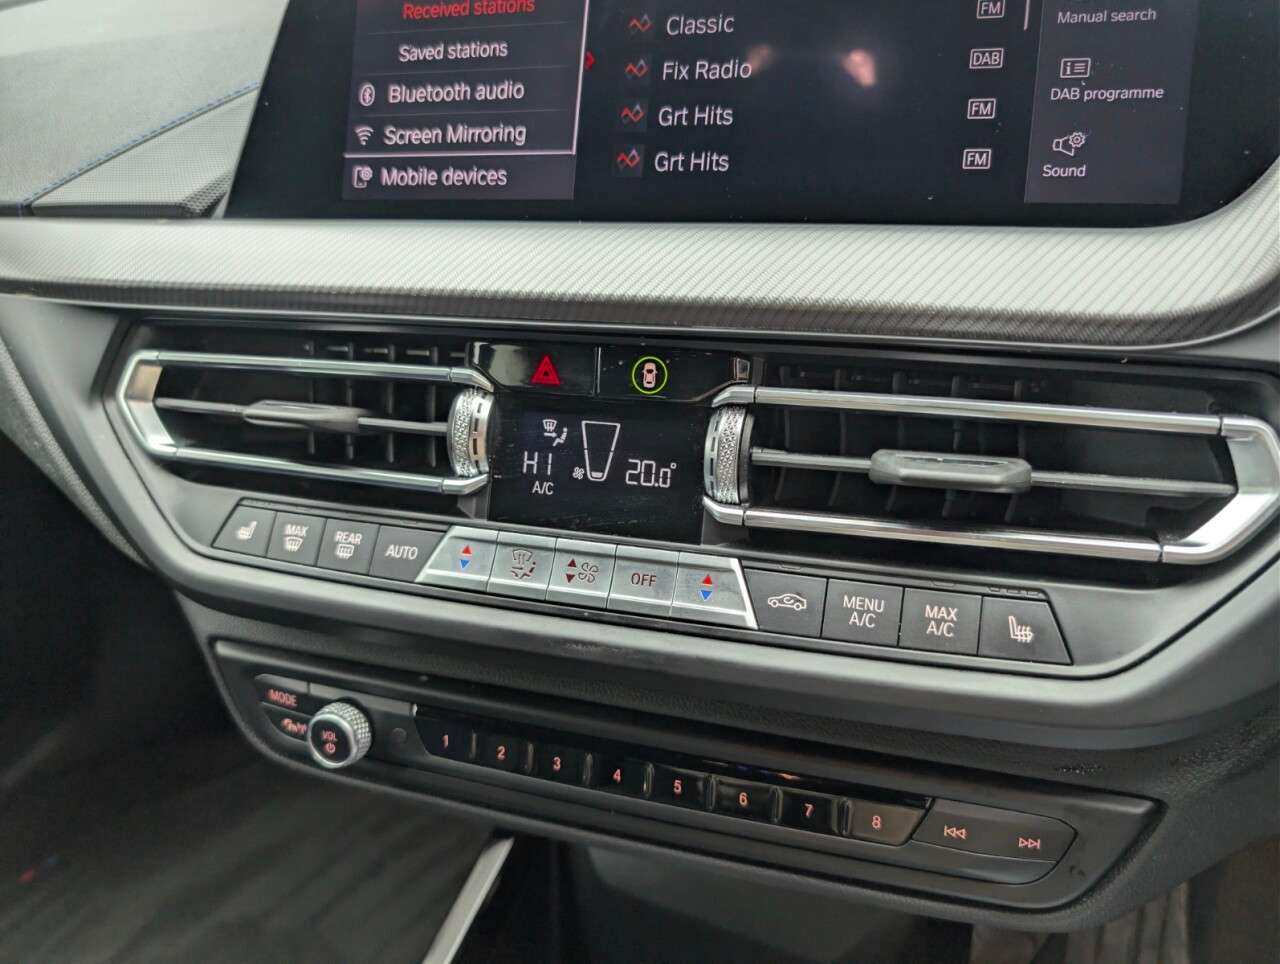 Received stations
Saved stations
Bluetooth audio
Screen Mirroring
Mobile devices
Classic
FM
Fix Radio
DAB
Grt Hits
FM
Grt Hits
FM
Manual search
DAB programme
Sound
HI
A/C
20.0°
MAX
REAR
AUTO
OFF
MENU
A/C
MAX
A/C
MODE
VOL
1
2
3
4
5
6
7
8